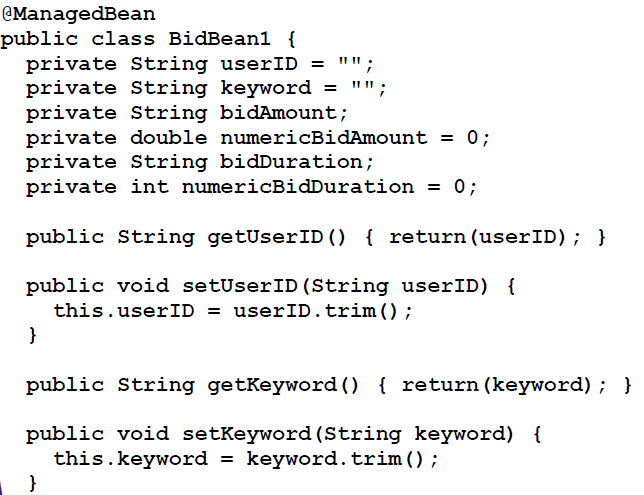 @ManagedBean
public class BidBean1 {
  private String userID = "";
  private String keyword = "";
  private String bidAmount;
  private double numericBidAmount = 0;
  private String bidDuration;
  private int numericBidDuration = 0;
  public String getUserID() { return(userID); }
  public void setUserID(String userID) {
    this.userID = userID.trim();
  }
  public String getKeyword() { return(keyword); }
  public void setKeyword(String keyword) {
    this.keyword = keyword.trim();
  }